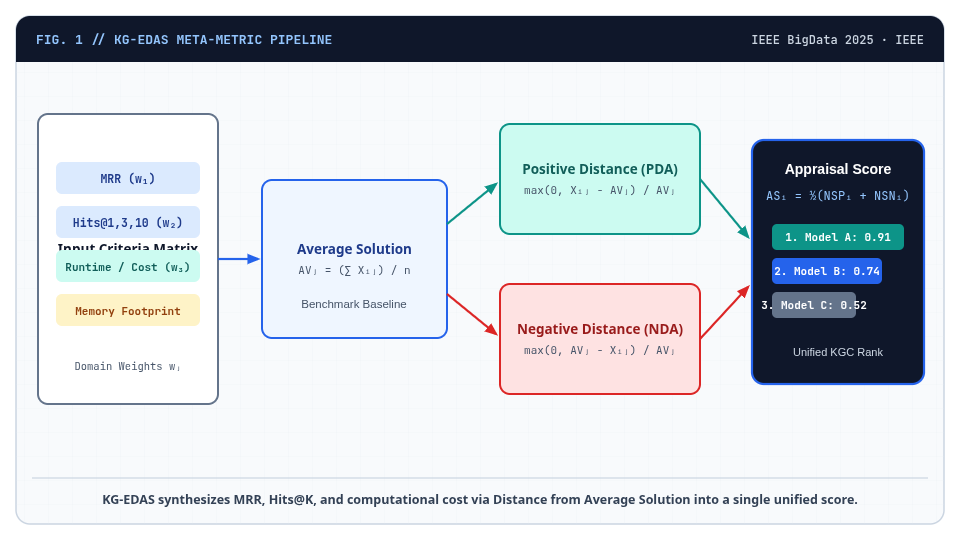 FIG. 1 // KG-EDAS META-METRIC PIPELINE
IEEE BigData 2025 · IEEE
MRR (w₁)
Hits@1,3,10 (w₂)
Input Criteria Matrix
Runtime / Cost (w₃)
Memory Footprint
Domain Weights wⱼ
Average Solution
AVⱼ = (∑ Xᵢⱼ) / n
Benchmark Baseline
Positive Distance (PDA)
max(0, Xᵢⱼ - AVⱼ) / AVⱼ
Negative Distance (NDA)
max(0, AVⱼ - Xᵢⱼ) / AVⱼ
Appraisal Score
ASᵢ = ½(NSPᵢ + NSNᵢ)
1. Model A: 0.91
2. Model B: 0.74
3. Model C: 0.52
Unified KGC Rank
KG-EDAS synthesizes MRR, Hits@K, and computational cost via Distance from Average Solution into a single unified score.